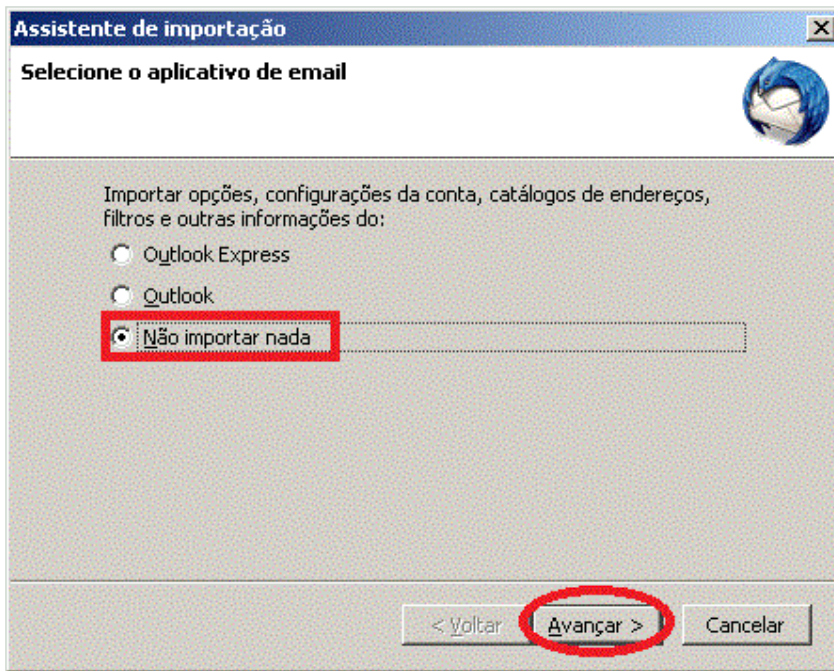 Assistente de importação
Selecione o aplicativo de email
Importar opções, configurações da conta, catálogos de endereços,
filtros e outras informações do:
Outlook Express
Outlook
Não importar nada
< Voltar Avançar > Cancelar